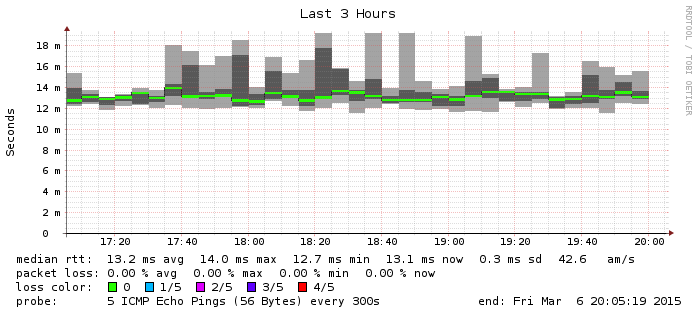 Last 3 Hours
RRDTOOL / TOBI OETIKER
Seconds
18 m
16 m
14 m
12 m
10 m
8 m
6 m
4 m
2 m
0
17:20 17:40 18:00 18:20 18:40 19:00 19:20 19:40 20:00
median rtt: 13.2 ms avg 14.0 ms max 12.7 ms min 13.1 ms now 0.3 ms sd 42.6 am/s
packet loss: 0.00 % avg 0.00 % max 0.00 % min 0.00 % now
loss color: 0 1/5 2/5 3/5 4/5
probe: 5 ICMP Echo Pings (56 Bytes) every 300s end: Fri Mar 6 20:05:19 2015